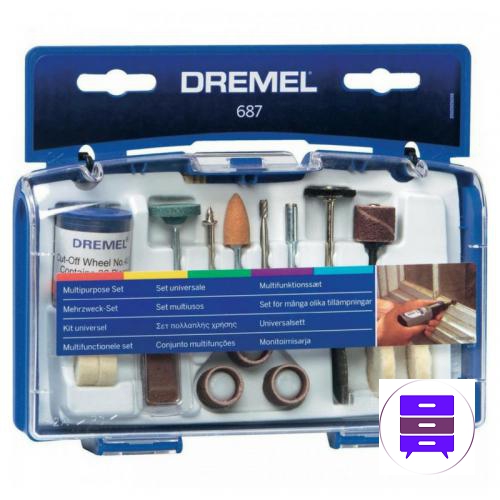 DREMEL
687
DREMEL
Cut-Off Wheel No.
Multipurpose Set
Mehrzweck-Set
Kit universel
Multifunctionele set
Set universale
Set multiusos
Σετ πολλαπλής χρήσης
Conjunto multifunções
Multifunktionssæt
Set för många olika tillämpningar
Universalsett
Monitoimisarja